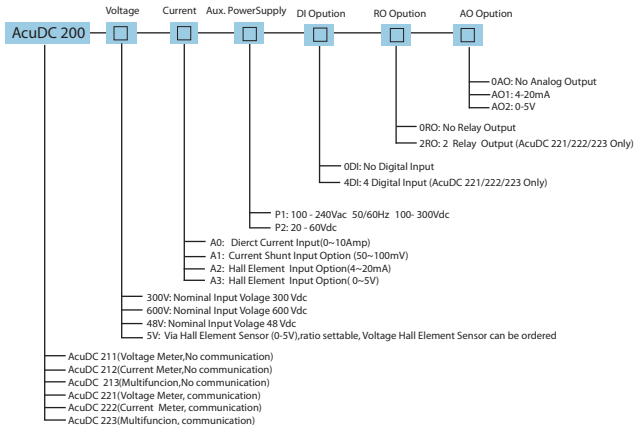 Voltage Current Aux. PowerSupply DI Opution RO Opution AO Opution
AcuDC 200
0AO: No Analog Output
AO1: 4-20mA
AO2: 0-5V
0RO: No Relay Output
2RO: 2 Relay Output (AcuDC 221/222/223 Only)
0DI: No Digital Input
4DI: 4 Digital Input (AcuDC 221/222/223 Only)
P1: 100 - 240Vac 50/60Hz 100- 300Vdc
P2: 20 - 60Vdc
A0: Dierct Current Input(0~10Amp)
A1: Current Shunt Input Option (50~100mV)
A2: Hall Element Input Option(4~20mA)
A3: Hall Element Input Option( 0~5V)
300V: Nominal Input Volage 300 Vdc
600V: Nominal Input Volage 600 Vdc
48V: Nominal Input Volage 48 Vdc
5V: Via Hall Element Sensor (0-5V),ratio settable, Voltage Hall Element Sensor can be ordered
AcuDC 211(Voltage Meter,No communication)
AcuDC 212(Current Meter,No communication)
AcuDC 213(Multifuncion,No communication)
AcuDC 221(Voltage Meter, communication)
AcuDC 222(Current Meter, communication)
AcuDC 223(Multifuncion, communication)